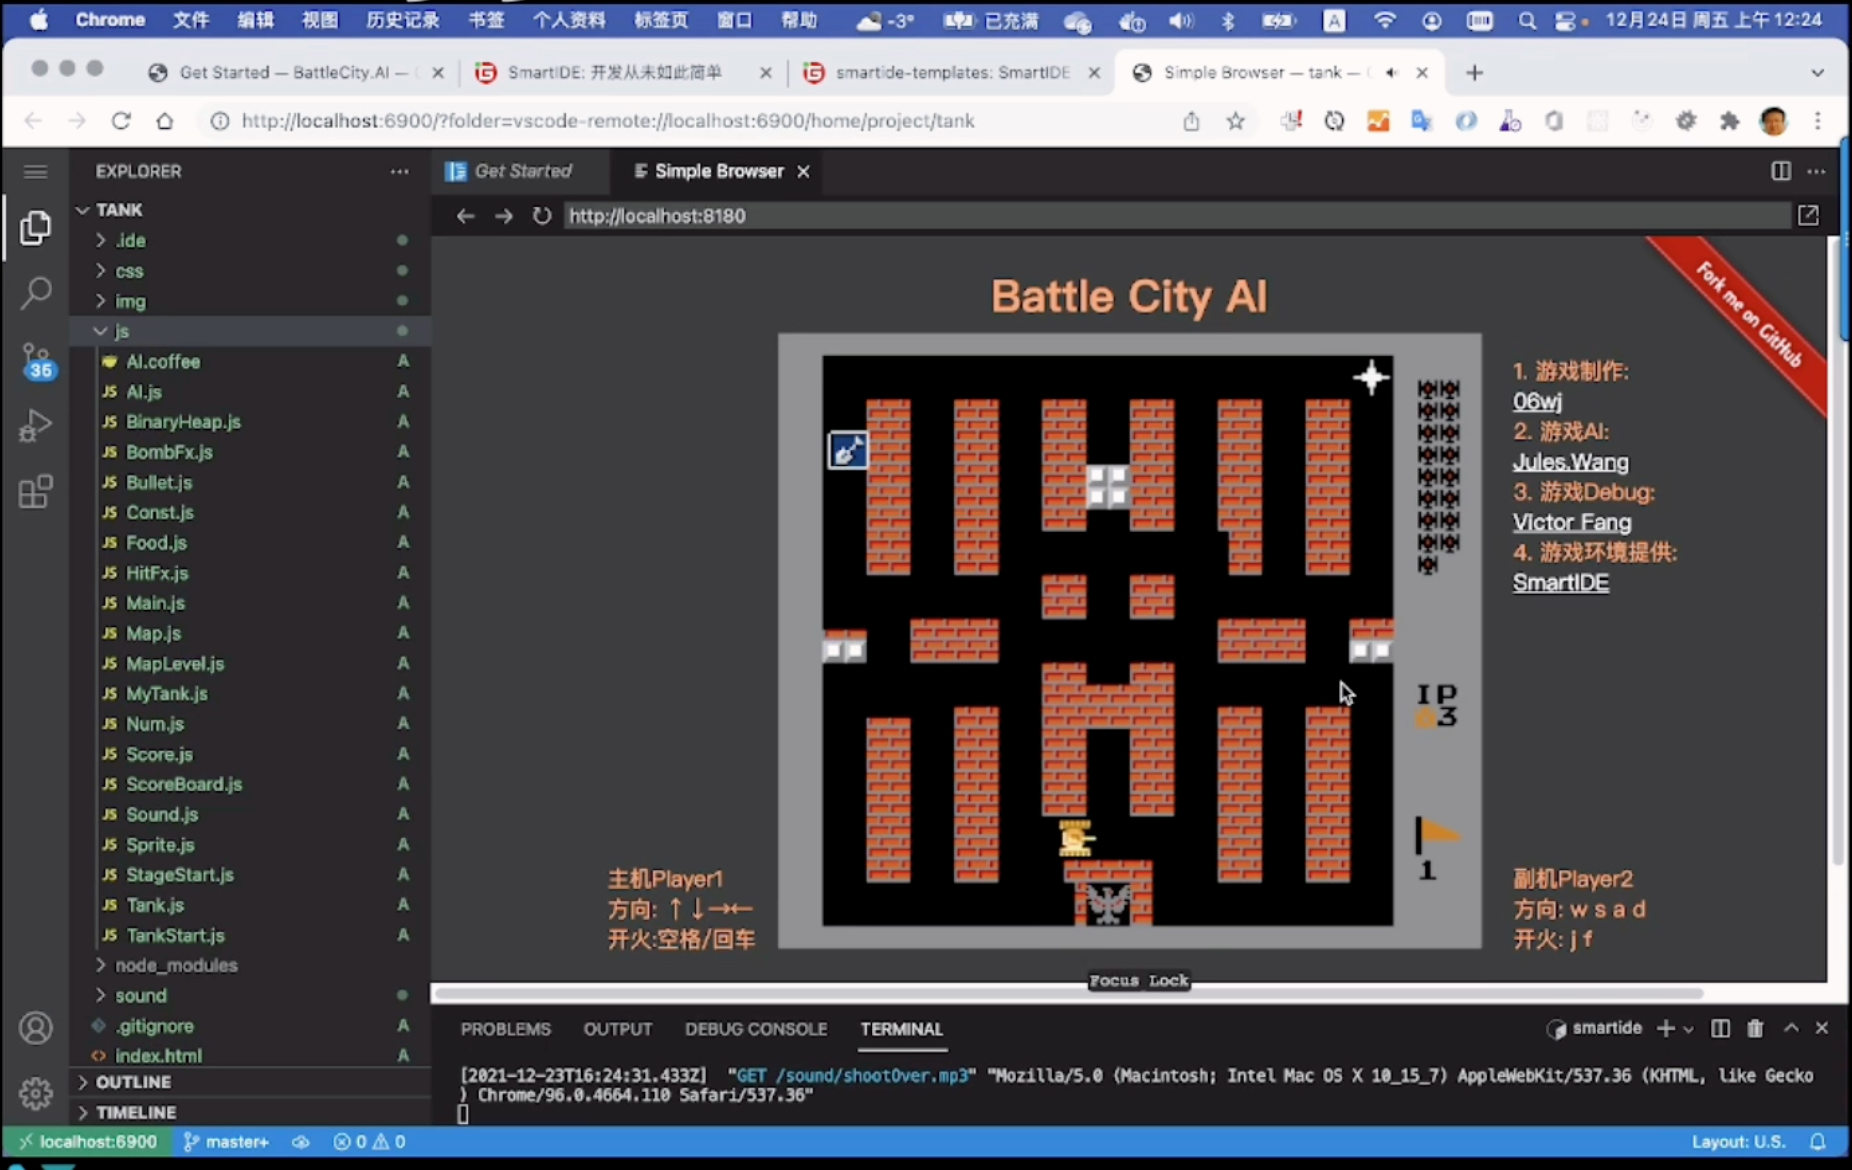 Chrome 文件 编辑 视图 历史记录 书签 个人资料 标签页 窗口 帮助 -3° 已充满 A 12月24日 周五 上午 12:24
Get Started — BattleCity.AI —
SmartIDE: 开发从未如此简单
smartide-templates: SmartIDE
Simple Browser — tank —
http://localhost:6900/?folder=vscode-remote://localhost:6900/home/project/tank
EXPLORER
Get Started
Simple Browser
TANK
http://localhost:8180
.ide
css
img
js
AI.coffee A
AI.js A
BinaryHeap.js A
BombFx.js A
Bullet.js A
Const.js A
Food.js A
HitFx.js A
Main.js A
Map.js A
MapLevel.js A
MyTank.js A
Num.js A
Score.js A
ScoreBoard.js A
Sound.js A
Sprite.js A
StageStart.js A
Tank.js A
TankStart.js A
node_modules
sound
.gitignore A
index.html A
OUTLINE
TIMELINE
35
Battle City AI
Fork me on GitHub
1. 游戏制作:
06wj
2. 游戏AI:
Jules.Wang
3. 游戏Debug:
Victor Fang
4. 游戏环境提供:
SmartIDE
I P
3
1
主机Player1
方向: ↑↓→←
开火:空格/回车
副机Player2
方向: w s a d
开火: j f
Focus Lock
PROBLEMS OUTPUT DEBUG CONSOLE TERMINAL smartide
[2021-12-23T16:24:31.433Z] "GET /sound/shootOver.mp3" "Mozilla/5.0 (Macintosh; Intel Mac OS X 10_15_7) AppleWebKit/537.36 (KHTML, like Gecko
) Chrome/96.0.4664.110 Safari/537.36"
localhost:6900 master+ 0 0 Layout: U.S.